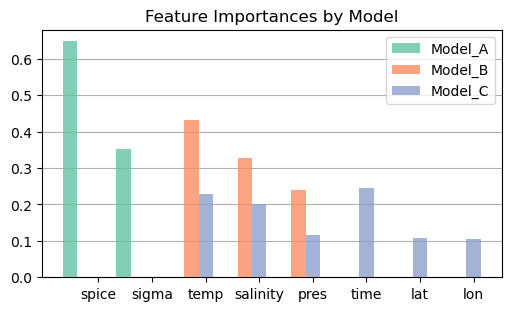 Feature Importances by Model
Model_A
Model_B
Model_C
0.6
0.5
0.4
0.3
0.2
0.1
0.0
spice sigma temp salinity pres time lat lon